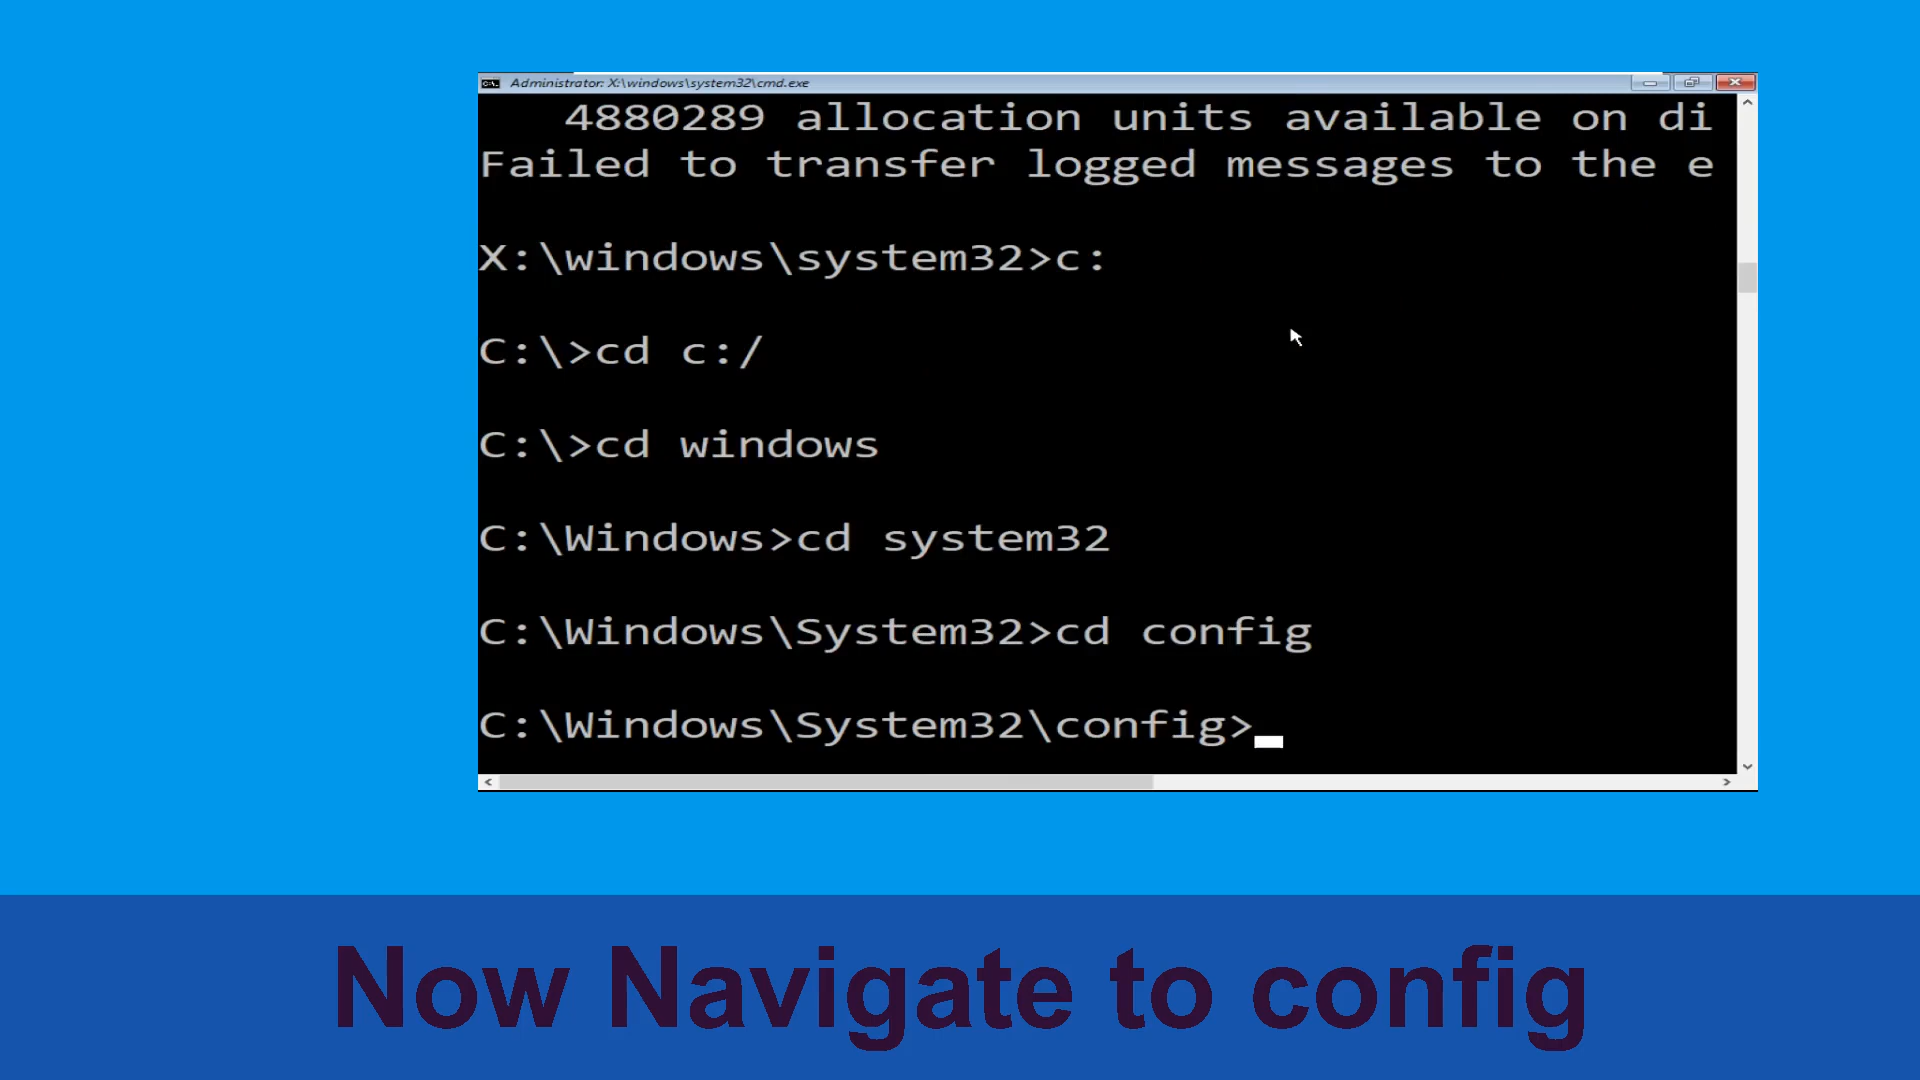 Administrator: X:\windows\system32\cmd.exe
4880289 allocation units available on di
Failed to transfer logged messages to the e
X:\windows\system32>c:
C:\>cd c:/
C:\>cd windows
C:\Windows>cd system32
C:\Windows\System32>cd config
C:\Windows\System32\config>
Now Navigate to config